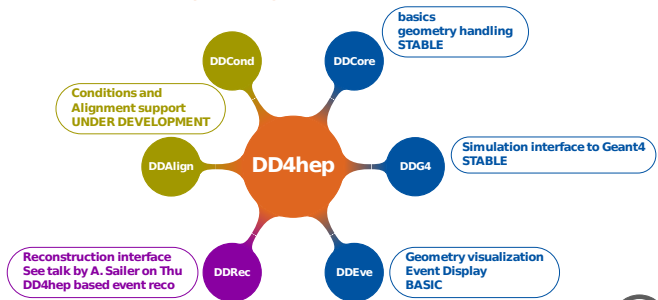 basics
geometry handling
STABLE
DDCond
DDCore
Conditions and
Alignment support
UNDER DEVELOPMENT
DDAlign
DD4hep
DDG4
Simulation interface to Geant4
STABLE
Reconstruction interface
See talk by A. Sailer on Thu
DD4hep based event reco
DDRec
DDEve
Geometry visualization
Event Display
BASIC